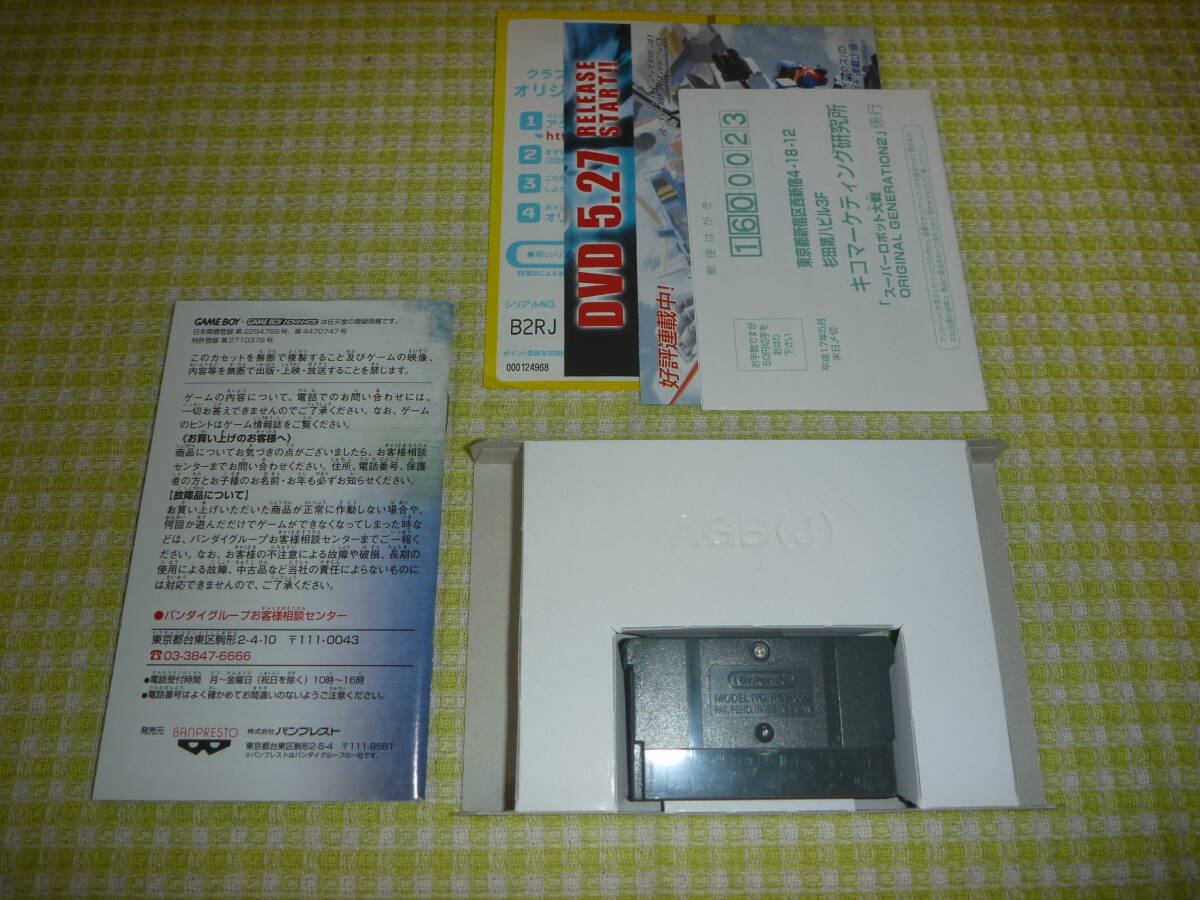 GAME BOY・GAME BOY ADVANCE は任天堂の登録商標です。
日本商標登録 第2294769号、第4470747号
特許登録 第2710378号
このカセットを無断で複製すること及びゲームの映像、
内容等を無断で出版・上映・放送することを禁じます。
ゲームの内容について、電話でのお問い合わせには、
一切お答えできませんのでご了承ください。なお、ゲーム
のヒントはゲーム情報誌をご覧ください。
《お買い上げのお客様へ》
商品についてお気づきの点がございましたら、お客様相談
センターまでお問い合わせください。住所、電話番号、保護
者の方とお子様のお名前・お年も必ずお知らせください。
【故障品について】
お買い上げいただいた商品が正常に作動しない場合や、
何回か遊んだだけでゲームができなくなってしまった時な
どは、バンダイグループお客様相談センターまでご一報く
ださい。なお、お客様の不注意による故障や破損、長期の
使用による故障、中古品など当社の責任によらないものに
は対応できませんので、ご了承ください。
●バンダイグループお客様相談センター
東京都台東区駒形2-4-10 〒111-0043
☎03-3847-6666
●電話受付時間 月〜金曜日(祝日を除く)10時〜16時
●電話番号はよく確かめてお間違いのないようご注意ください。
発売元 BANPRESTO 株式会社バンプレスト
東京都台東区駒形2-5-4 〒111-8581
※バンプレストはバンダイグループの一社です。
クラブ
オリジ
1
2
3
4
●同じシリ
シリアルNO.
B2RJ
000124968
DVD 5.27 RELEASE START!!
好評連載中!
郵便はがき
1600023
東京都新宿区西新宿4-18-12
杉田第八ビル3F
キコマーケティング研究所
「スーパーロボット大戦
ORIGINAL GENERATION2」係行
お手数ですが
50円切手を
おはり
下さい
平成17年5月
末日〆切
AGB(J)
Nintendo